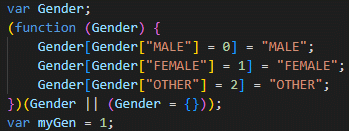 var Gender;
(function (Gender) {
    Gender[Gender["MALE"] = 0] = "MALE";
    Gender[Gender["FEMALE"] = 1] = "FEMALE";
    Gender[Gender["OTHER"] = 2] = "OTHER";
})(Gender || (Gender = {}));
var myGen = 1;